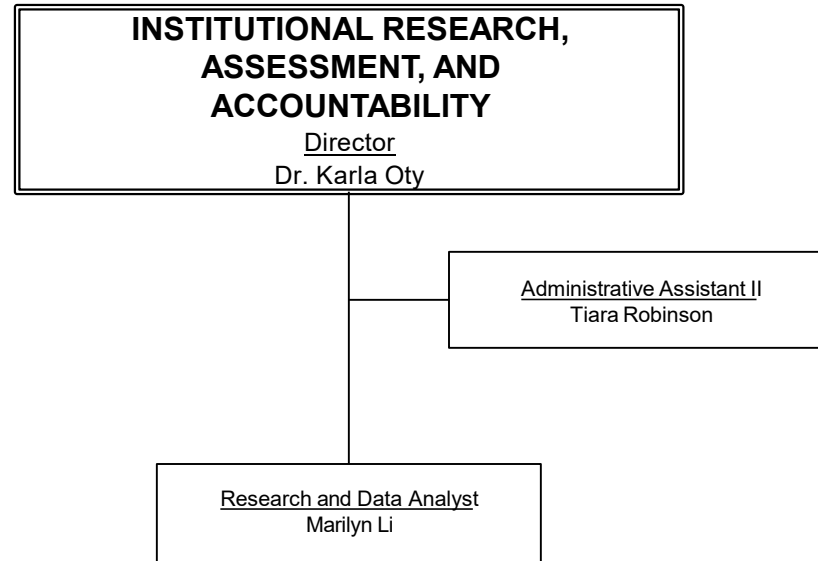 INSTITUTIONAL RESEARCH,
ASSESSMENT, AND
ACCOUNTABILITY
Director
Dr. Karla Oty
Administrative Assistant II
Tiara Robinson
Research and Data Analyst
Marilyn Li